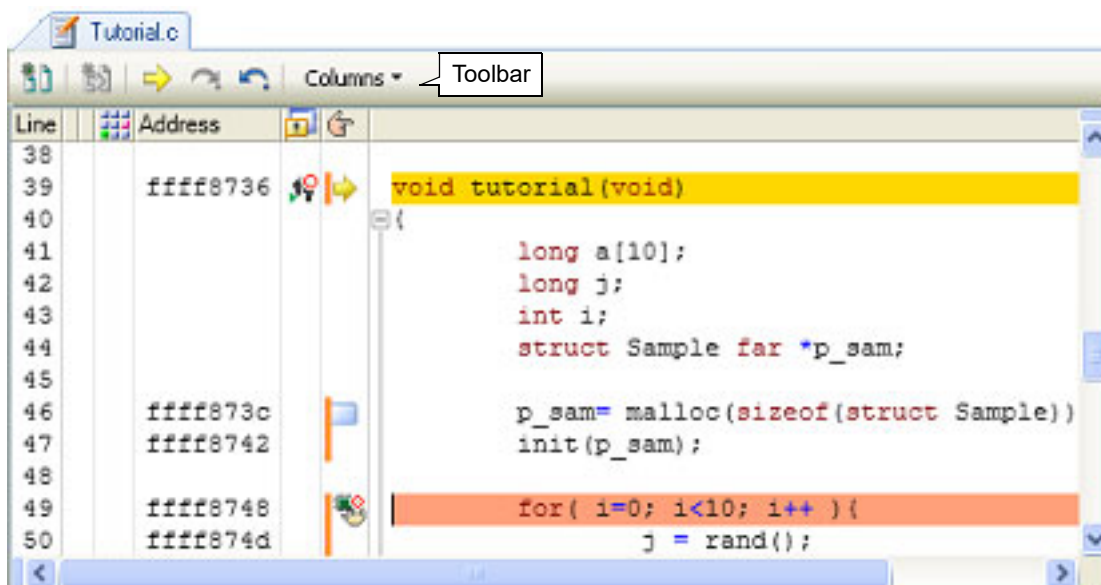 Tutorial.c
Columns
Toolbar
Line Address
38
39 ffff8736 void tutorial(void)
40 {
41 long a[10];
42 long j;
43 int i;
44 struct Sample far *p_sam;
45
46 ffff873c p_sam= malloc(sizeof(struct Sample))
47 ffff8742 init(p_sam);
48
49 ffff8748 for( i=0; i<10; i++ ){
50 ffff874d j = rand();